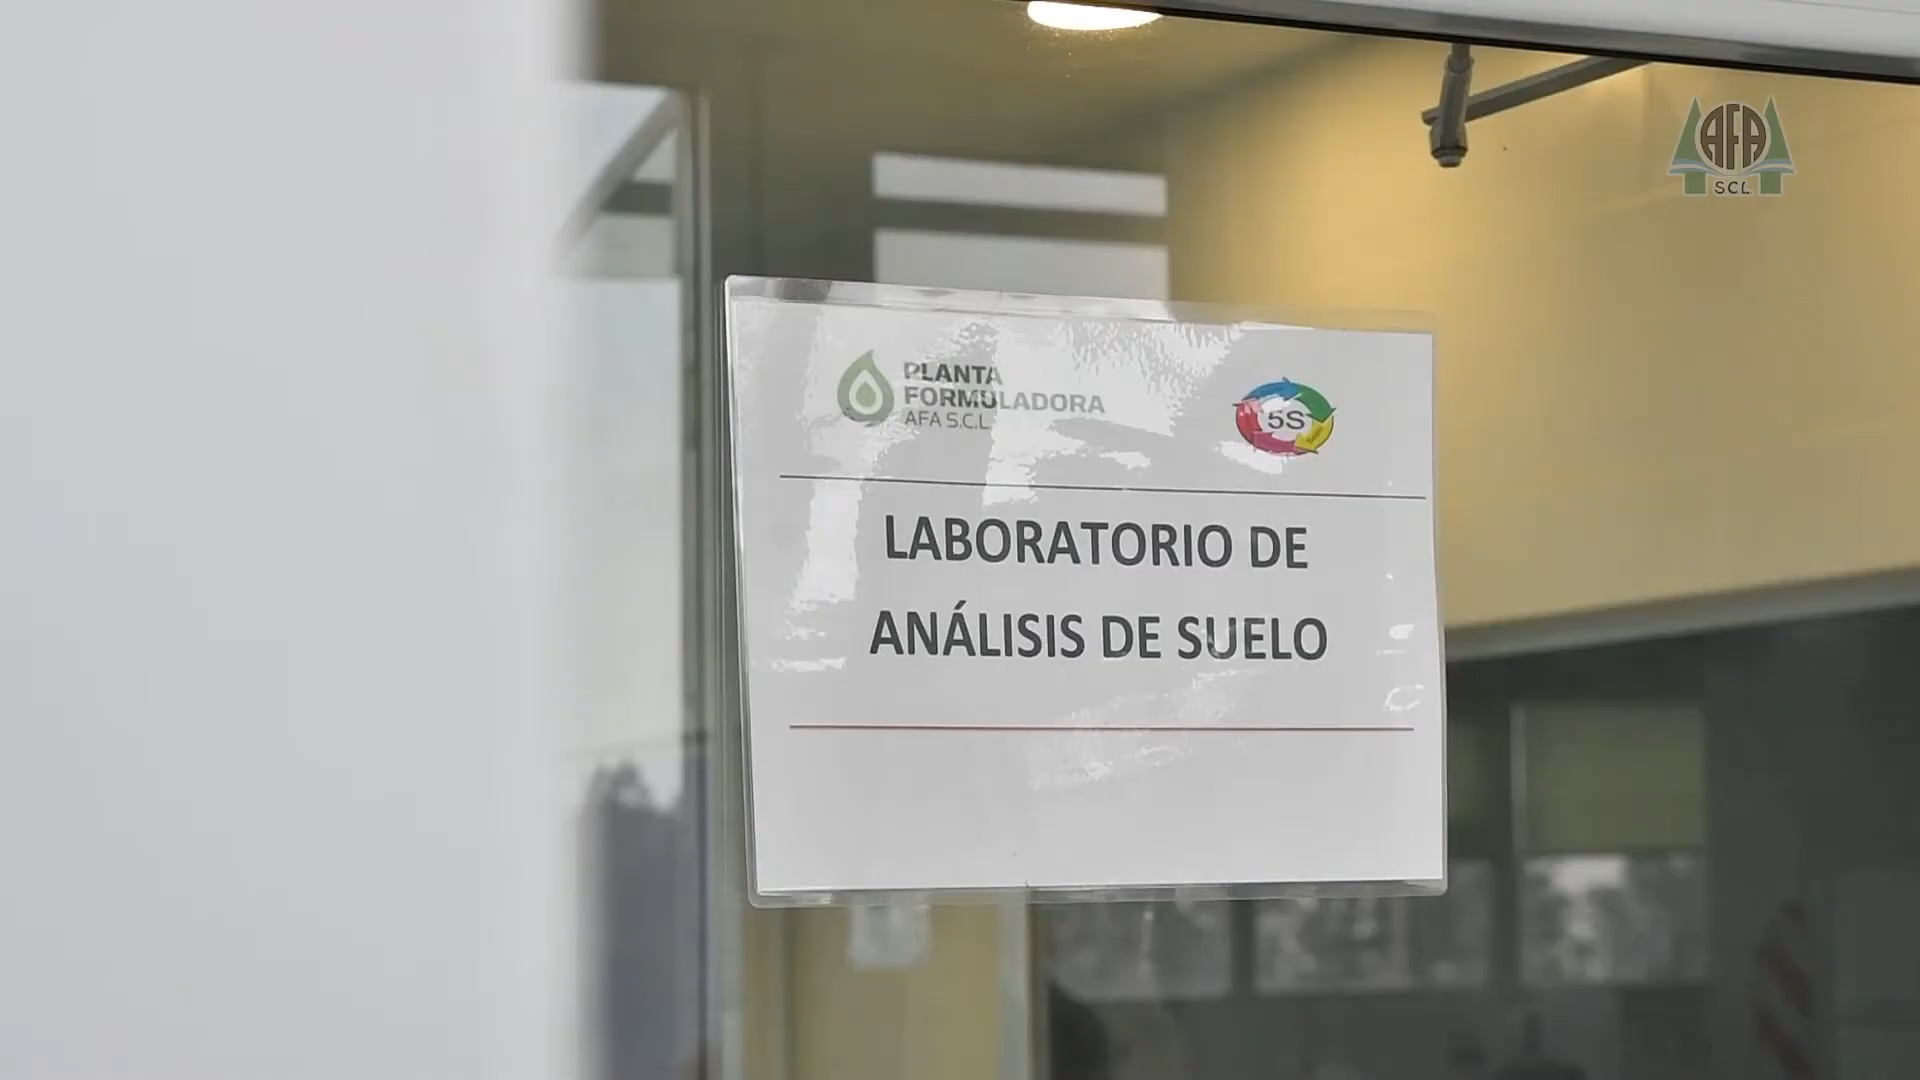 AFA
SCL
PLANTA
FORMULADORA
AFA S.C.L.
5S
LABORATORIO DE
ANÁLISIS DE SUELO